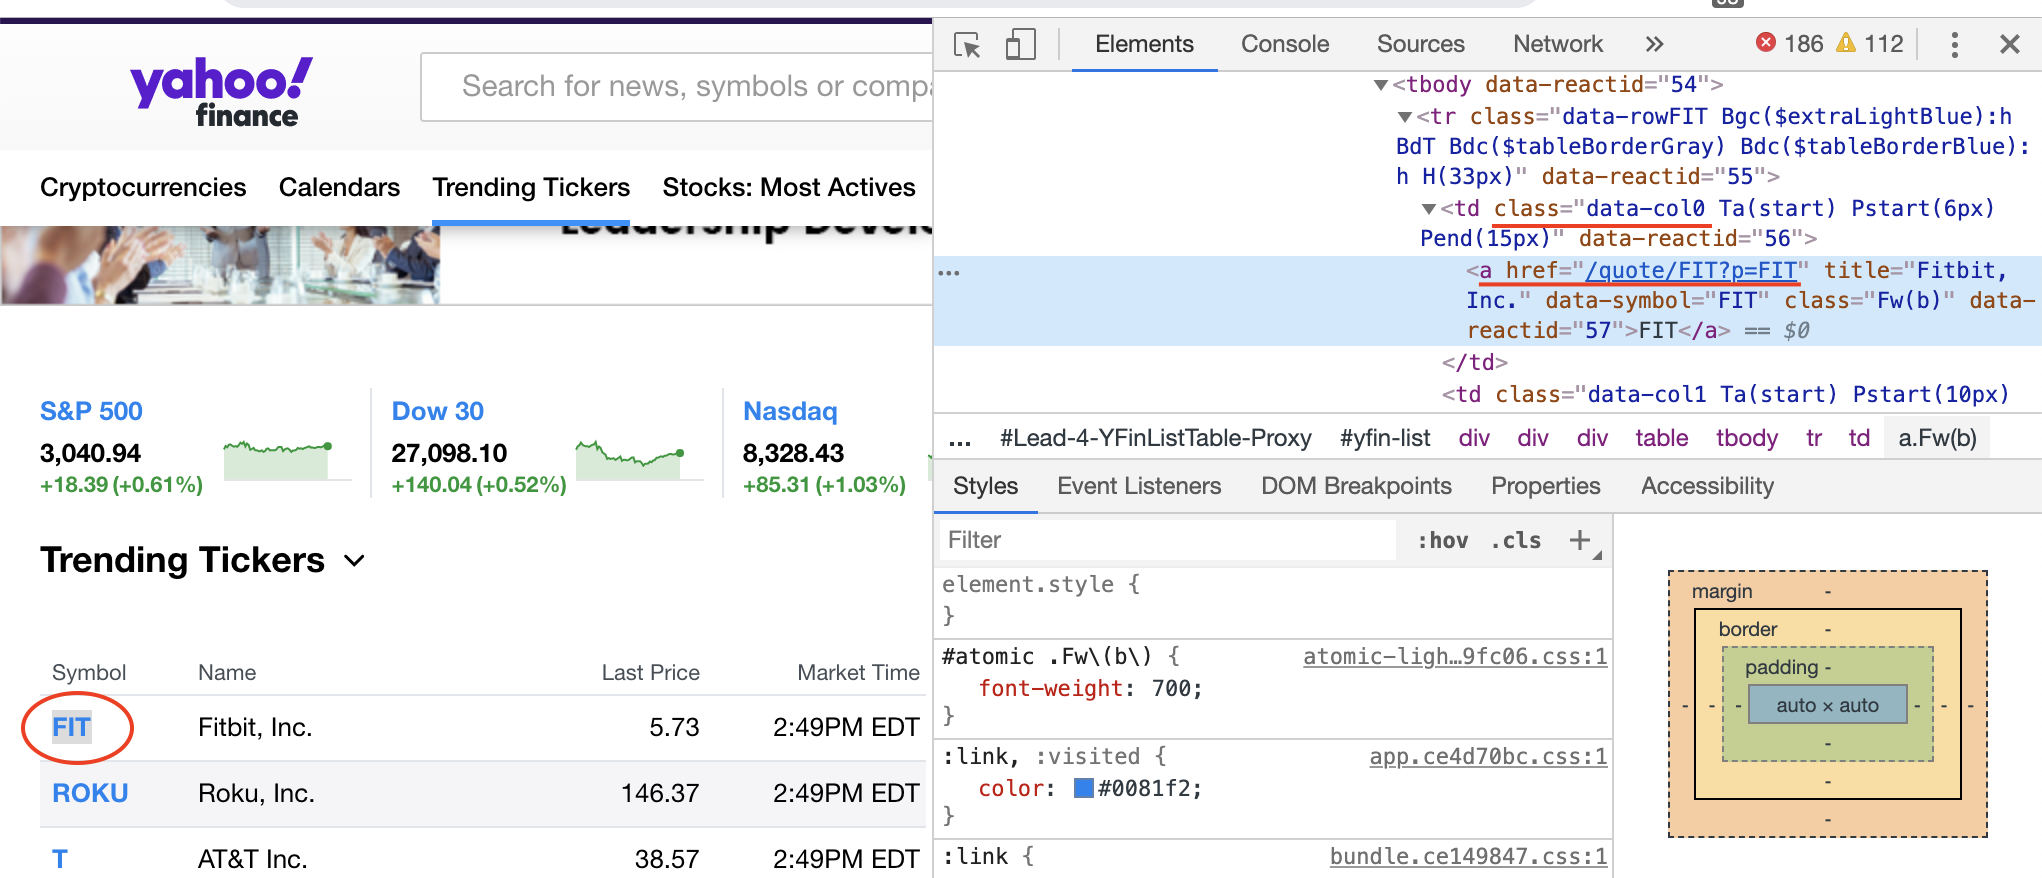 yahoo!
finance
Search for news, symbols or comp
Cryptocurrencies Calendars Trending Tickers Stocks: Most Actives
S&P 500
3,040.94
+18.39 (+0.61%)
Dow 30
27,098.10
+140.04 (+0.52%)
Nasdaq
8,328.43
+85.31 (+1.03%)
Trending Tickers
Symbol Name Last Price Market Time
FIT Fitbit, Inc. 5.73 2:49PM EDT
ROKU Roku, Inc. 146.37 2:49PM EDT
T AT&T Inc. 38.57 2:49PM EDT
Elements Console Sources Network » 186 112
<tbody data-reactid="54">
<tr class="data-rowFIT Bgc($extraLightBlue):h
BdT Bdc($tableBorderGray) Bdc($tableBorderBlue):
h H(33px)" data-reactid="55">
<td class="data-col0 Ta(start) Pstart(6px)
Pend(15px)" data-reactid="56">
... <a href="/quote/FIT?p=FIT" title="Fitbit,
Inc." data-symbol="FIT" class="Fw(b)" data-
reactid="57">FIT</a> == $0
</td>
<td class="data-col1 Ta(start) Pstart(10px)
... #Lead-4-YFinListTable-Proxy #yfin-list div div div table tbody tr td a.Fw(b)
Styles Event Listeners DOM Breakpoints Properties Accessibility
Filter :hov .cls +
element.style {
}
#atomic .Fw\(b\) { atomic-ligh…9fc06.css:1
font-weight: 700;
}
:link, :visited { app.ce4d70bc.css:1
color: #0081f2;
}
:link { bundle.ce149847.css:1
margin -
border -
padding -
- - - auto × auto - - -
-
-
-